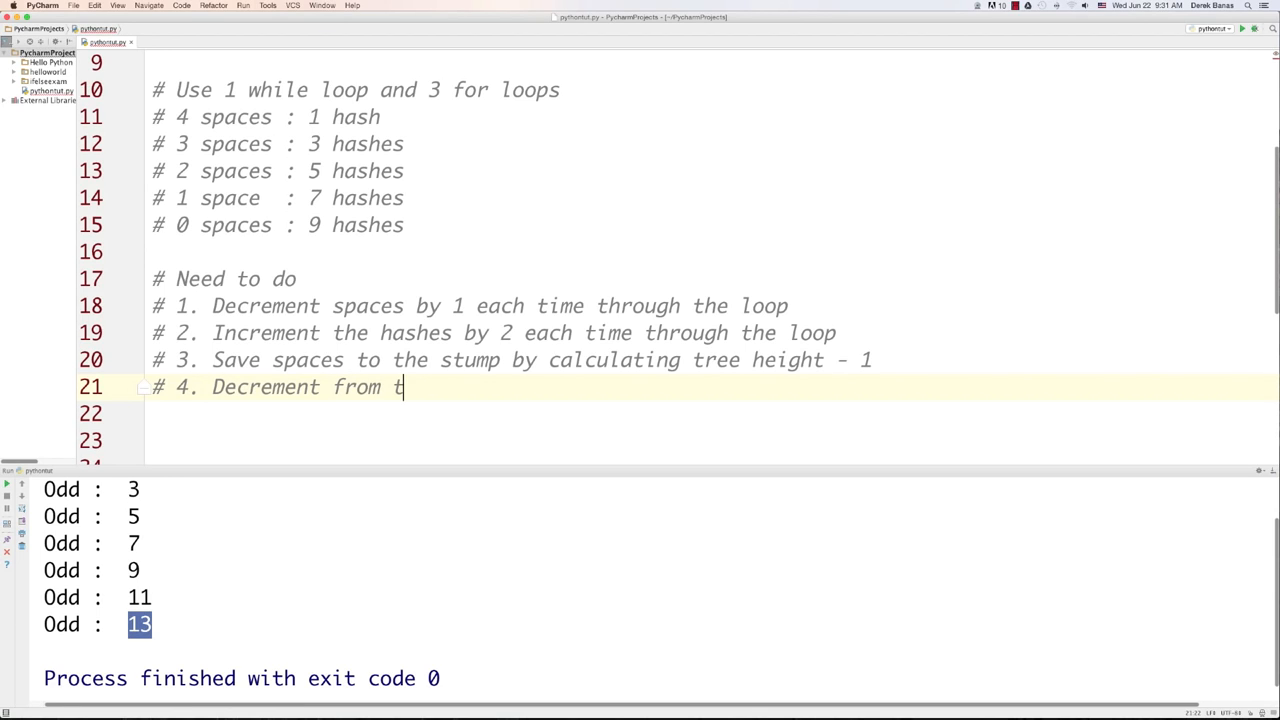 PyCharm File Edit View Navigate Code Refactor Run Tools VCS Window Help 10 Wed Jun 22 9:31 AM Derek Banas
pythontut.py - PycharmProjects - [~/PycharmProjects]
PycharmProjects pythontut.py pythontut
pythontut.py
PycharmProject
Hello Python
helloworld
ifelseexam
pythontut.py
External Librarie
9
10 # Use 1 while loop and 3 for loops
11 # 4 spaces : 1 hash
12 # 3 spaces : 3 hashes
13 # 2 spaces : 5 hashes
14 # 1 space  : 7 hashes
15 # 0 spaces : 9 hashes
16
17 # Need to do
18 # 1. Decrement spaces by 1 each time through the loop
19 # 2. Increment the hashes by 2 each time through the loop
20 # 3. Save spaces to the stump by calculating tree height - 1
21 # 4. Decrement from t
22
23
Run pythontut
Odd :  3
Odd :  5
Odd :  7
Odd :  9
Odd :  11
Odd :  13
Process finished with exit code 0
21:22 LF÷ UTF-8÷